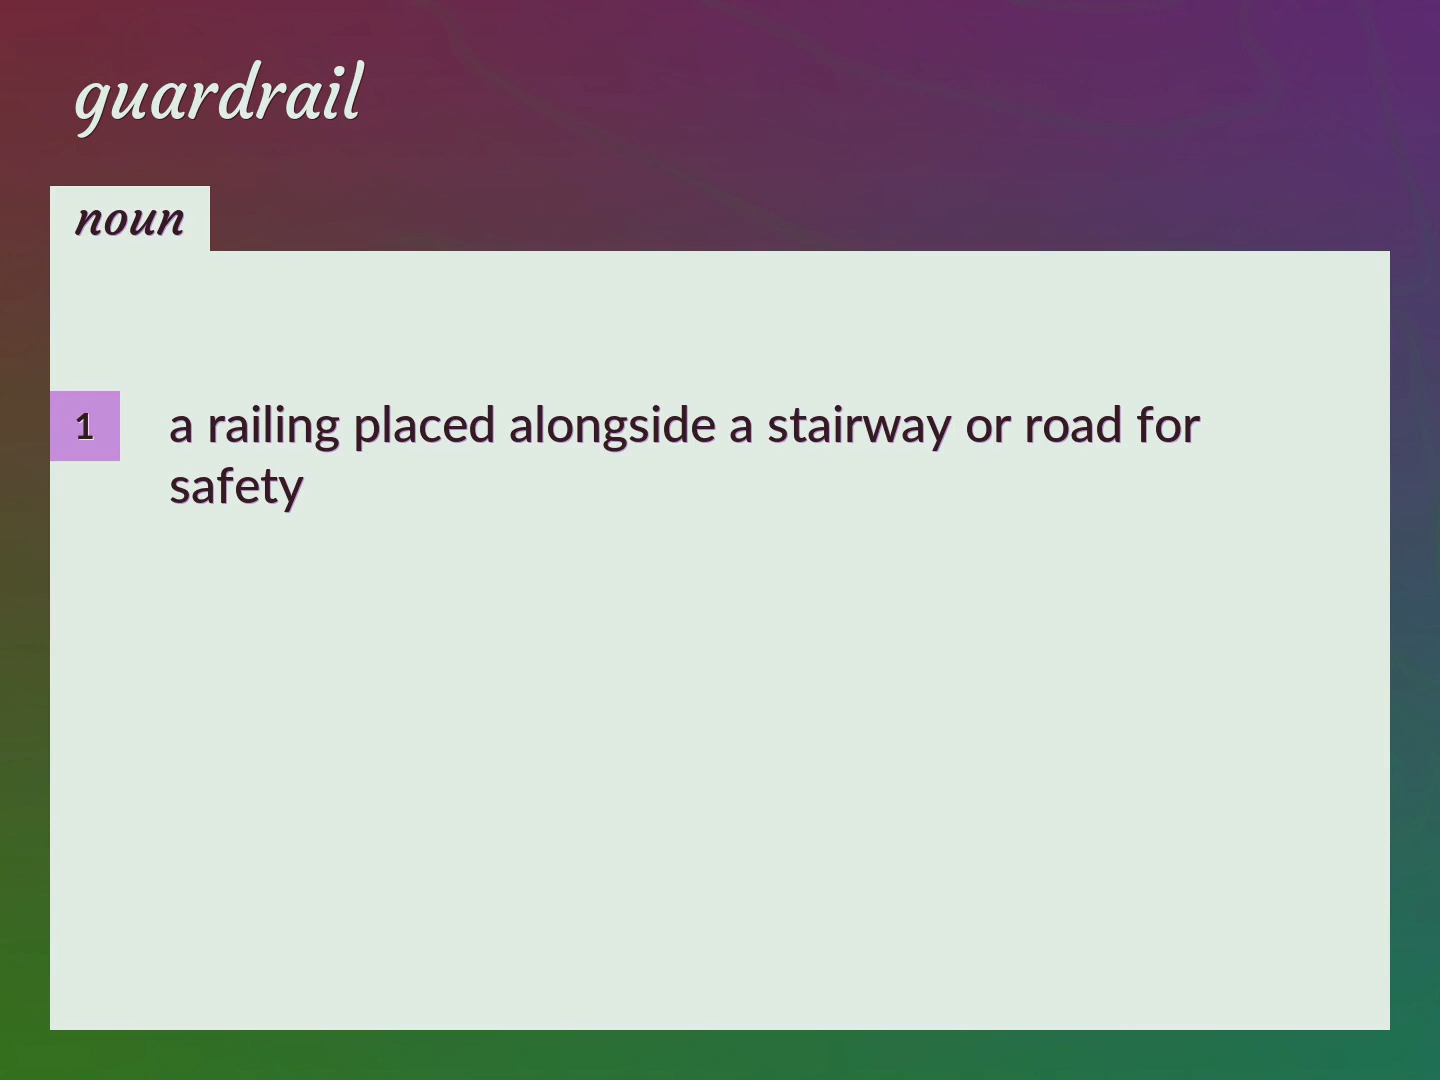 guardrail
noun
1 a railing placed alongside a stairway or road for
safety